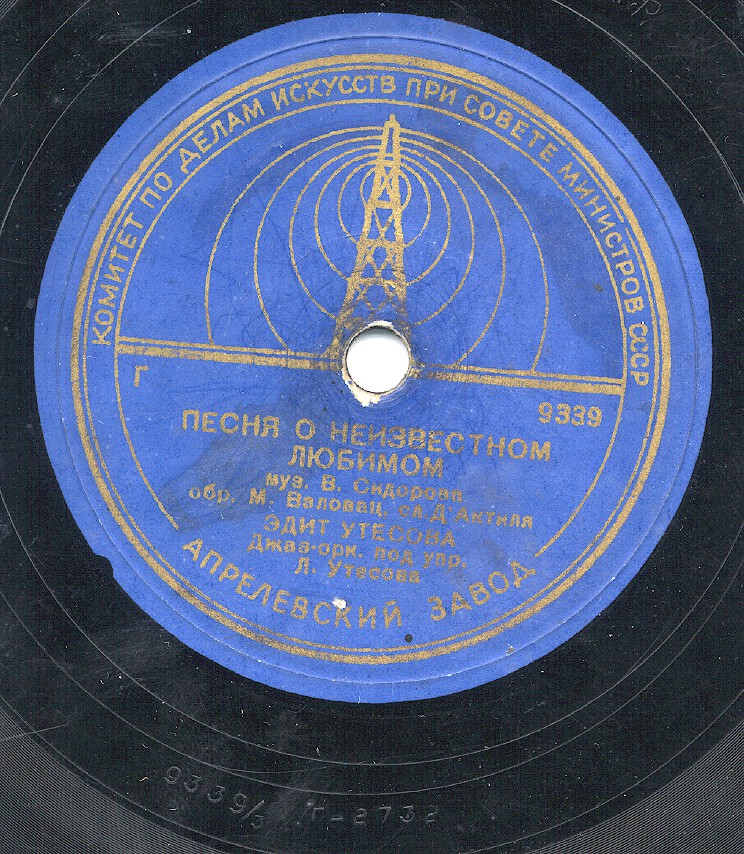 КОМИТЕТ ПО ДЕЛАМ ИСКУССТВ ПРИ СОВЕТЕ МИНИСТРОВ СССР
Г 9339
ПЕСНЯ О НЕИЗВЕСТНОМ
ЛЮБИМОМ
муз. В. Сидорова
обр. М. Воловац, сл. Д'Актиля
ЭДИТ УТЕСОВА
Джаз-орк. под упр.
Л. Утесова
АПРЕЛЕВСКИЙ ЗАВОД
9339/3 Г-2732